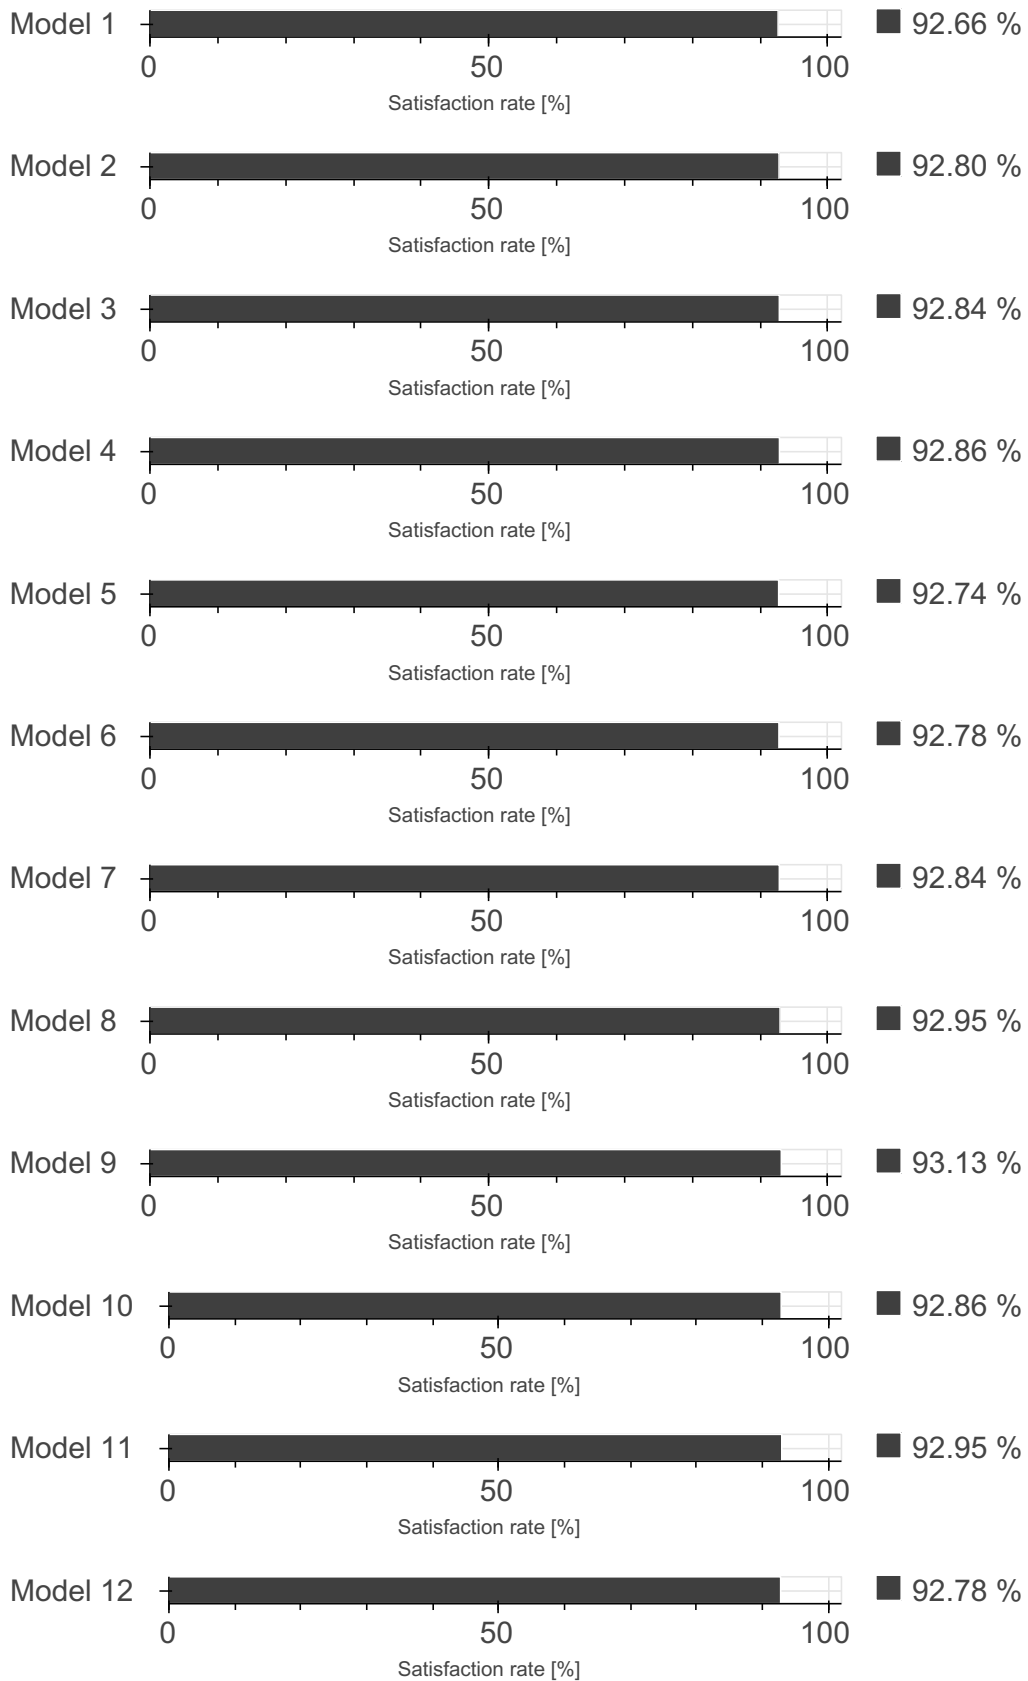 Model 1 92.66 %
0 50 100
Satisfaction rate [%]
Model 2 92.80 %
0 50 100
Satisfaction rate [%]
Model 3 92.84 %
0 50 100
Satisfaction rate [%]
Model 4 92.86 %
0 50 100
Satisfaction rate [%]
Model 5 92.74 %
0 50 100
Satisfaction rate [%]
Model 6 92.78 %
0 50 100
Satisfaction rate [%]
Model 7 92.84 %
0 50 100
Satisfaction rate [%]
Model 8 92.95 %
0 50 100
Satisfaction rate [%]
Model 9 93.13 %
0 50 100
Satisfaction rate [%]
Model 10 92.86 %
0 50 100
Satisfaction rate [%]
Model 11 92.95 %
0 50 100
Satisfaction rate [%]
Model 12 92.78 %
0 50 100
Satisfaction rate [%]